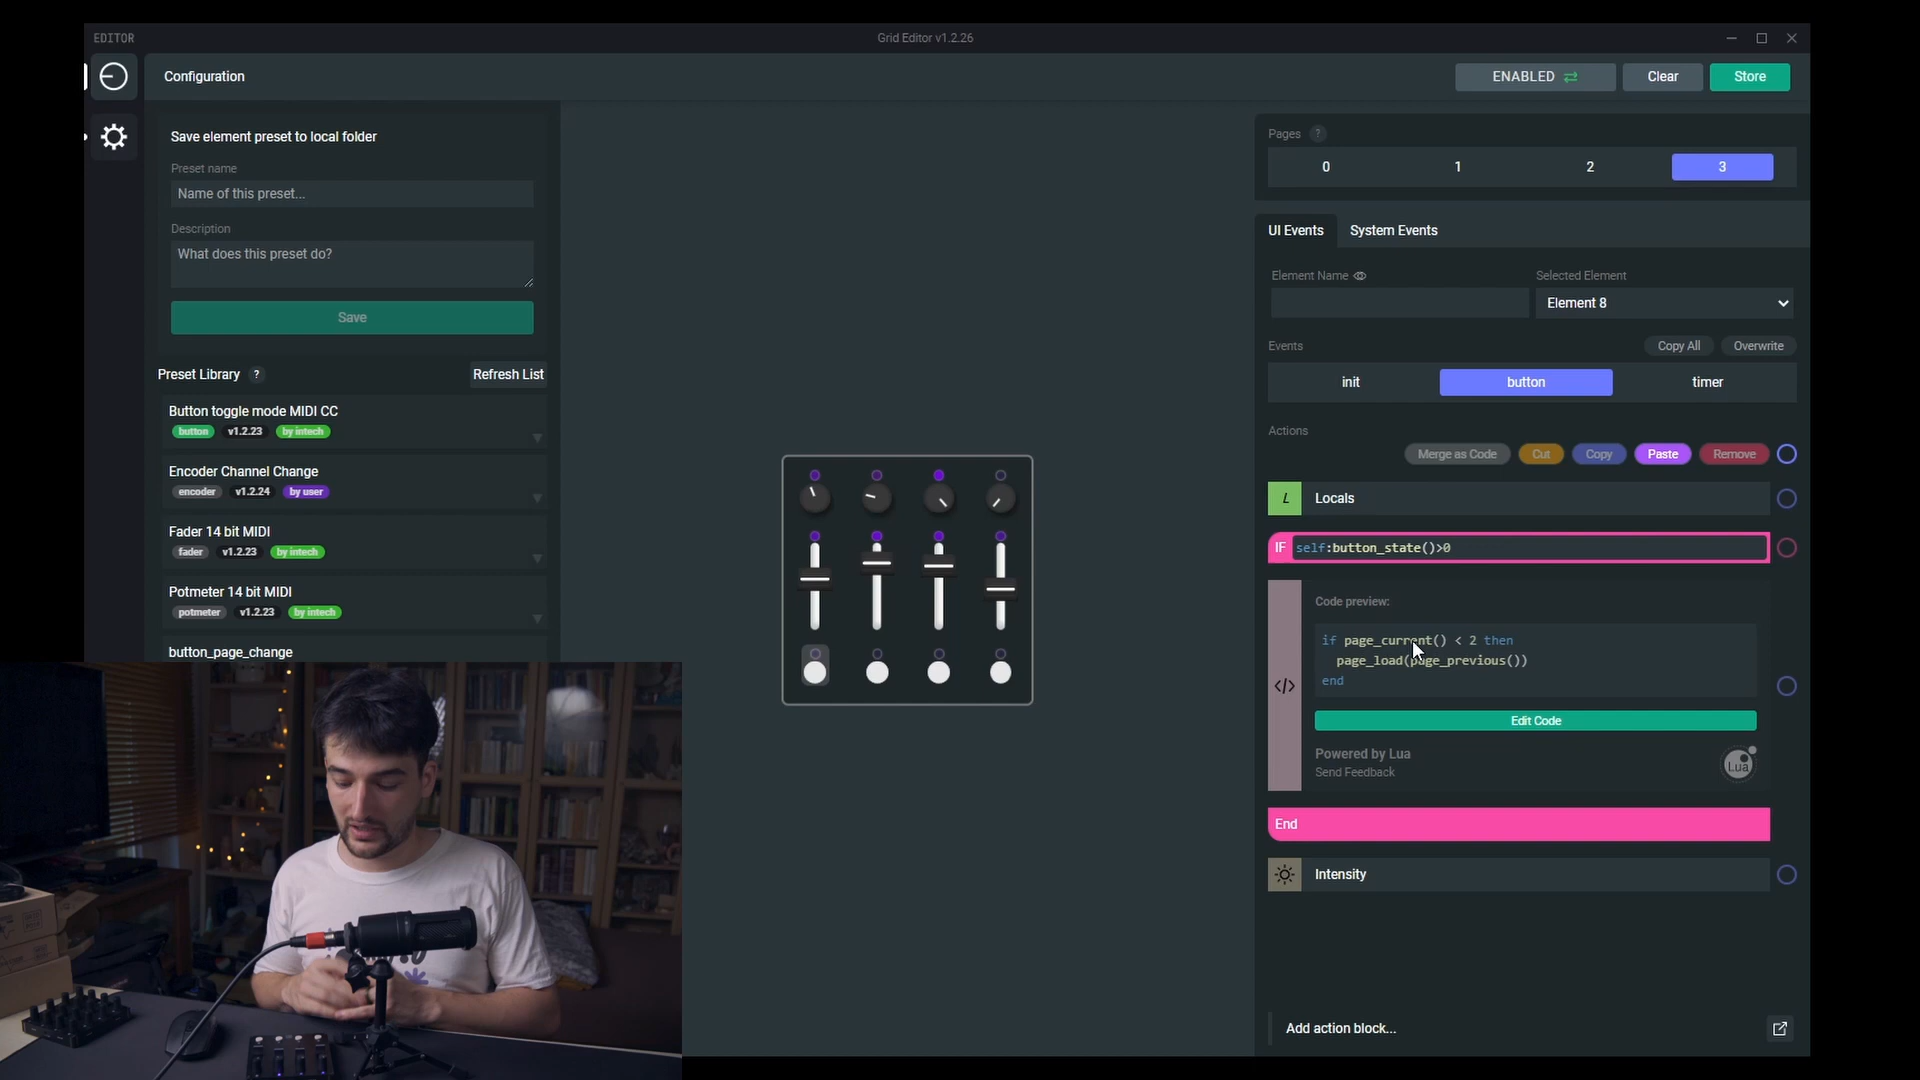 EDITOR
Grid Editor v1.2.26
Configuration
ENABLED
Clear
Store
Save element preset to local folder
Preset name
Name of this preset...
Description
What does this preset do?
Save
Preset Library ?
Refresh List
Button toggle mode MIDI CC
button v1.2.23 by intech
Encoder Channel Change
encoder v1.2.24 by user
Fader 14 bit MIDI
fader v1.2.23 by intech
Potmeter 14 bit MIDI
potmeter v1.2.23 by intech
button_page_change
Pages ?
0 1 2 3
UI Events
System Events
Element Name
Selected Element
Element 8
Events
Copy All
Overwrite
init
button
timer
Actions
Merge as Code
Cut
Copy
Paste
Remove
L Locals
IF self:button_state()>0
Code preview:
if page_current() < 2 then
page_load(page_previous())
end
</>
Edit Code
Powered by Lua
Send Feedback
Lua
End
Intensity
Add action block...